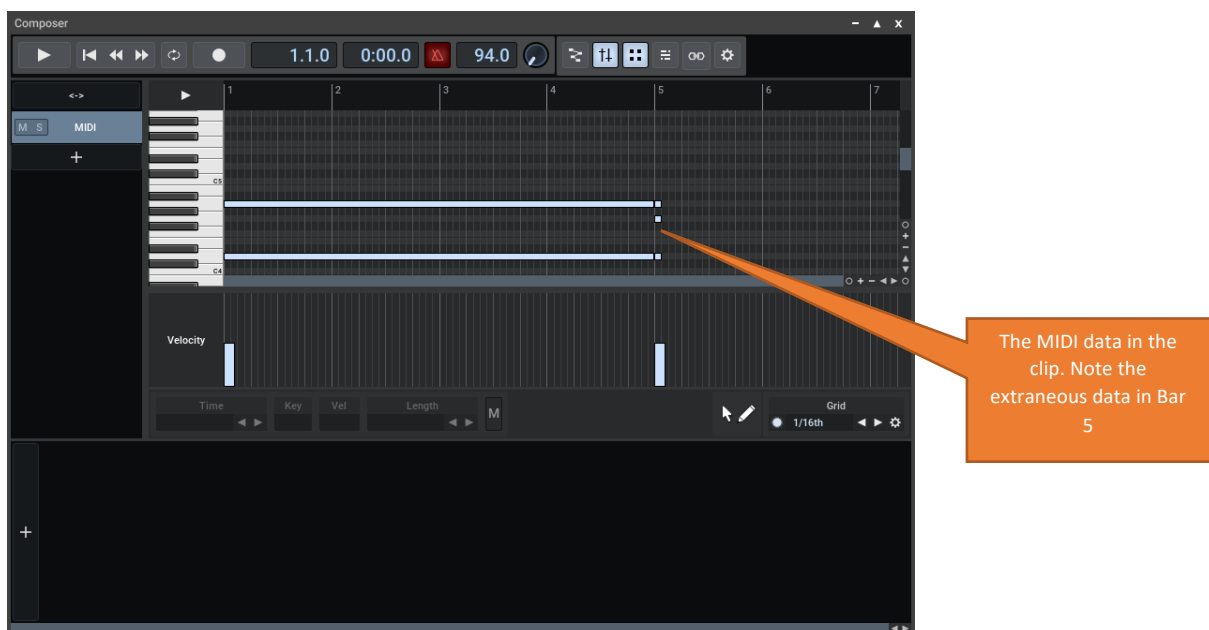 Composer
1.1.0 0:00.0 94.0
<->
1 2 3 4 5 6 7
M S MIDI
C5
C4
Velocity
Time Key Vel Length Grid
M 1/16th
The MIDI data in the
clip. Note the
extraneous data in Bar
5